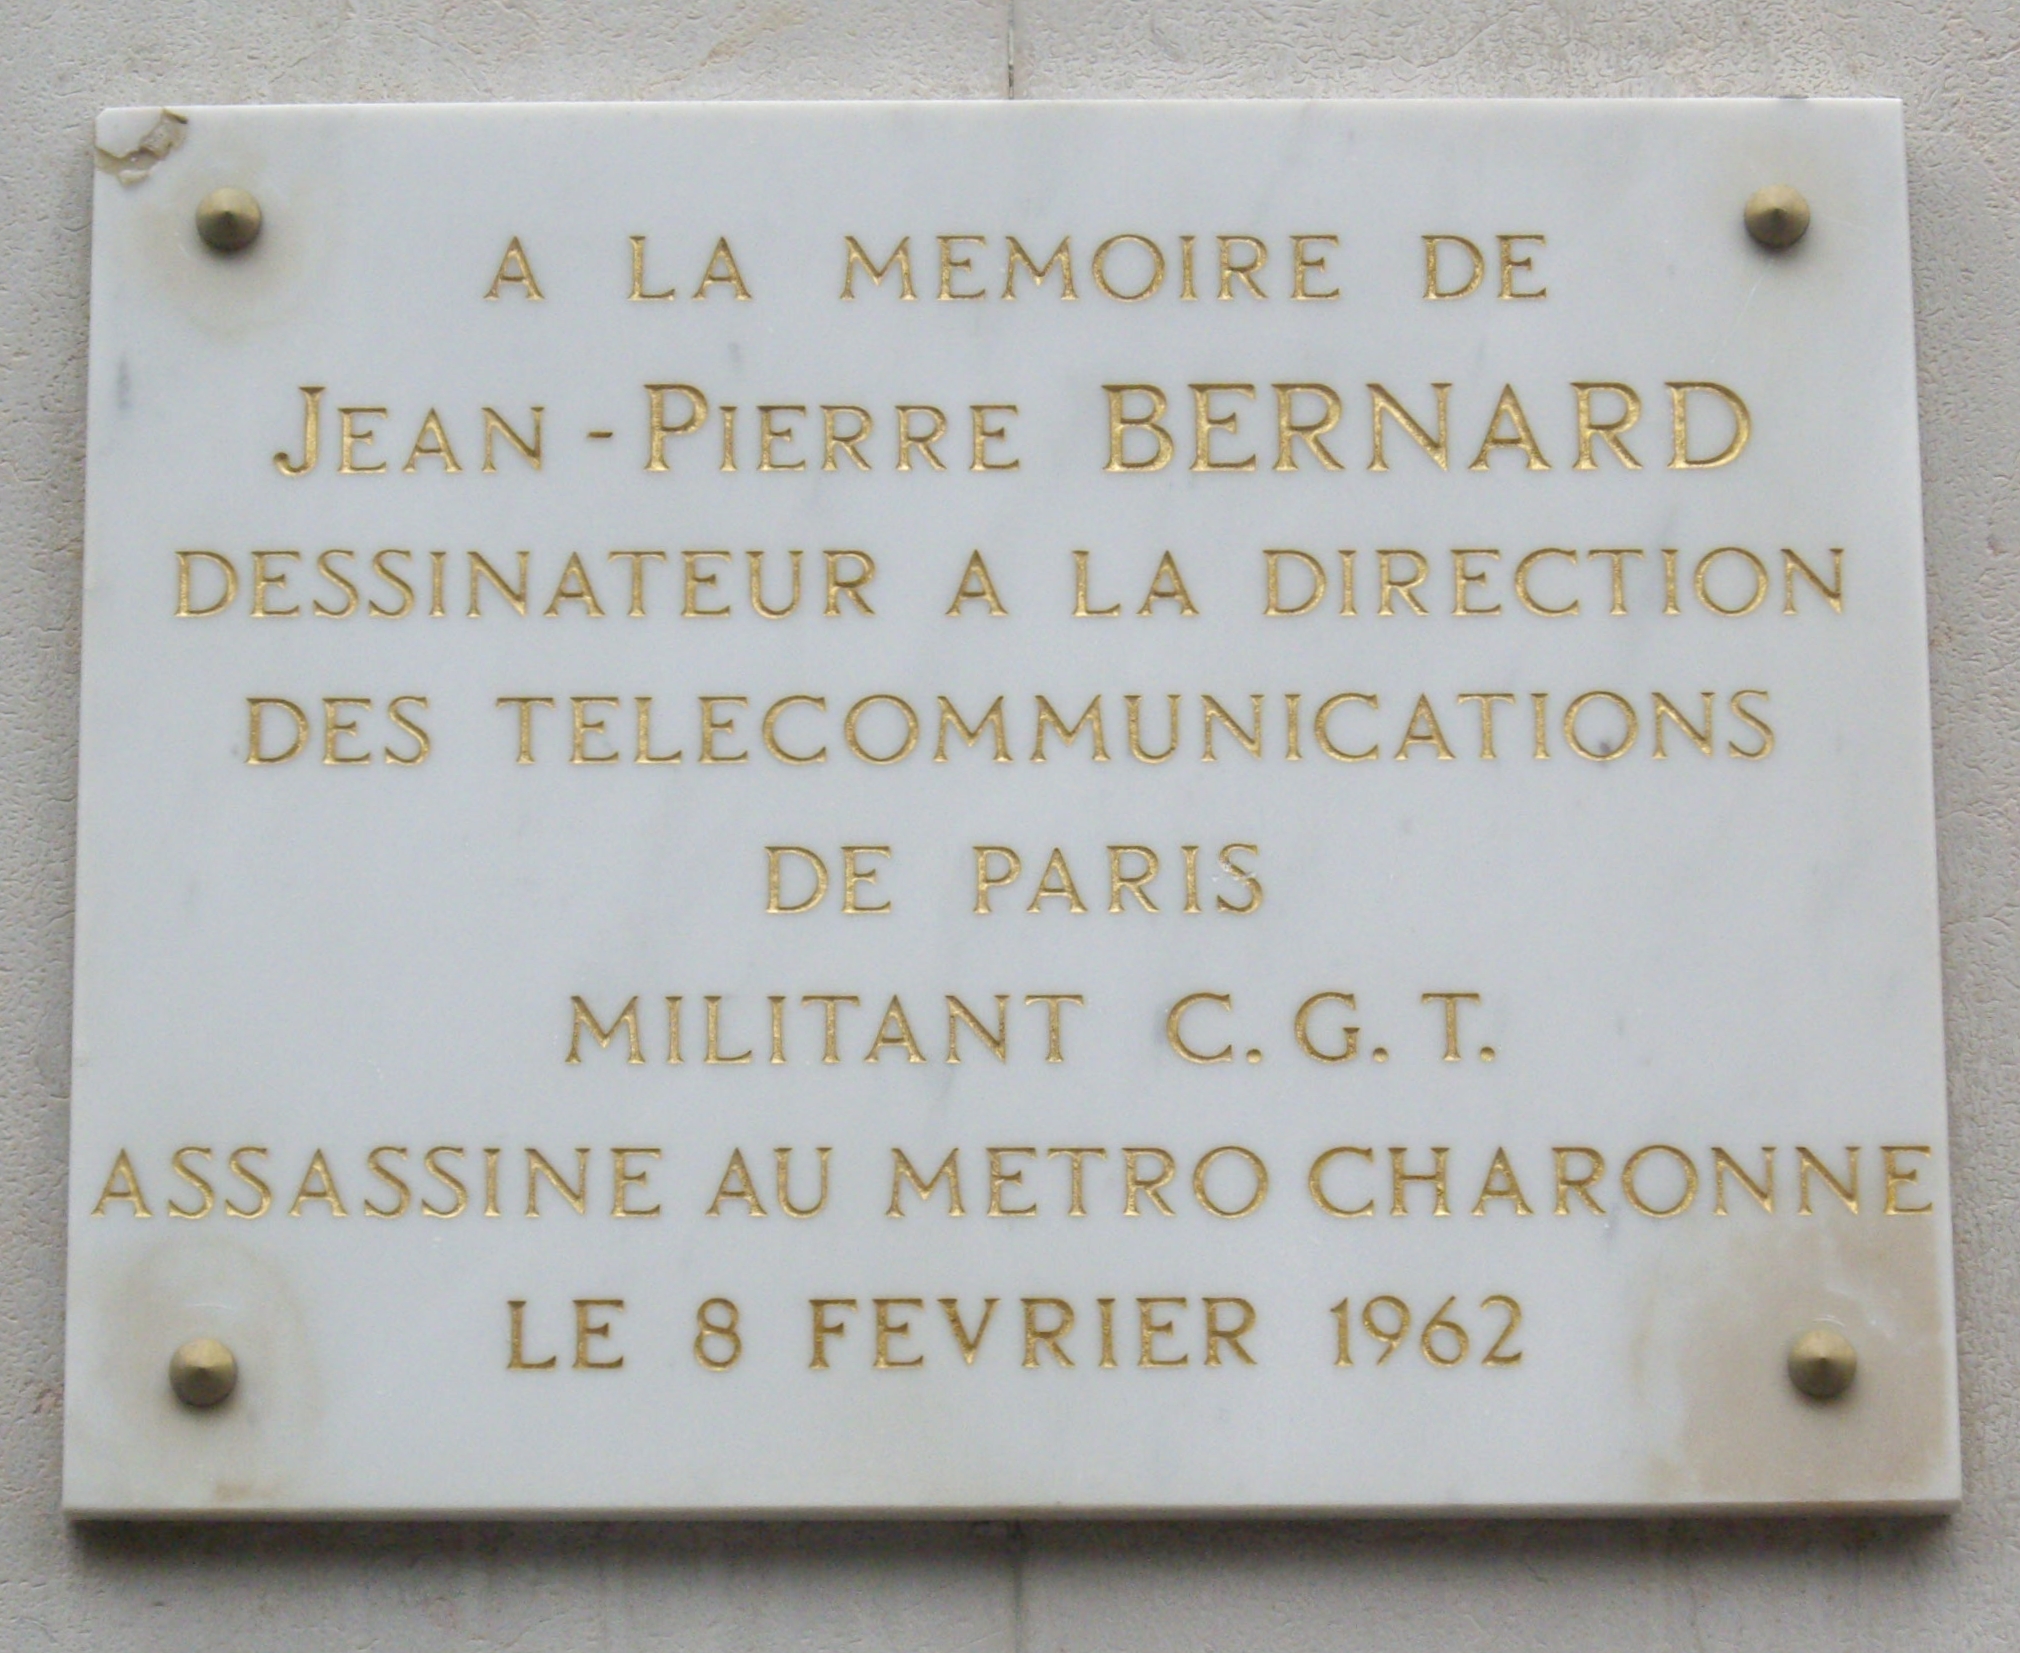 A LA MEMOIRE DE
JEAN-PIERRE BERNARD
DESSINATEUR A LA DIRECTION
DES TELECOMMUNICATIONS
DE PARIS
MILITANT C.G.T.
ASSASSINE AU METRO CHARONNE
LE 8 FEVRIER 1962